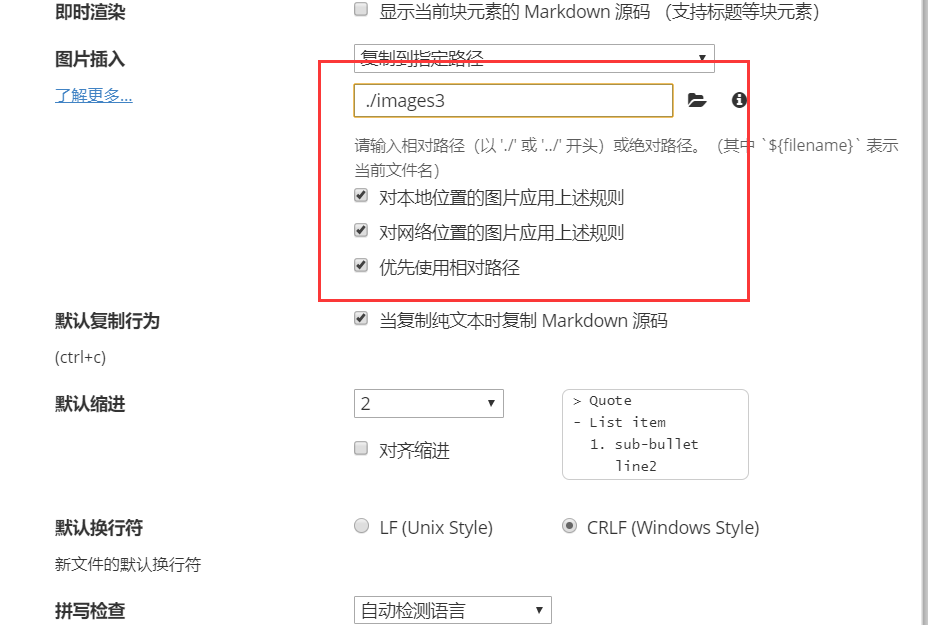 即时渲染
显示当前块元素的 Markdown 源码 （支持标题等块元素）
图片插入
复制到指定路径
了解更多...
./images3
请输入相对路径（以 './' 或 '../' 开头）或绝对路径。（其中 `${filename}` 表示
当前文件名）
对本地位置的图片应用上述规则
对网络位置的图片应用上述规则
优先使用相对路径
默认复制行为
当复制纯文本时复制 Markdown 源码
(ctrl+c)
默认缩进
2
对齐缩进
> Quote
- List item
1. sub-bullet
line2
默认换行符
LF (Unix Style)
CRLF (Windows Style)
新文件的默认换行符
拼写检查
自动检测语言